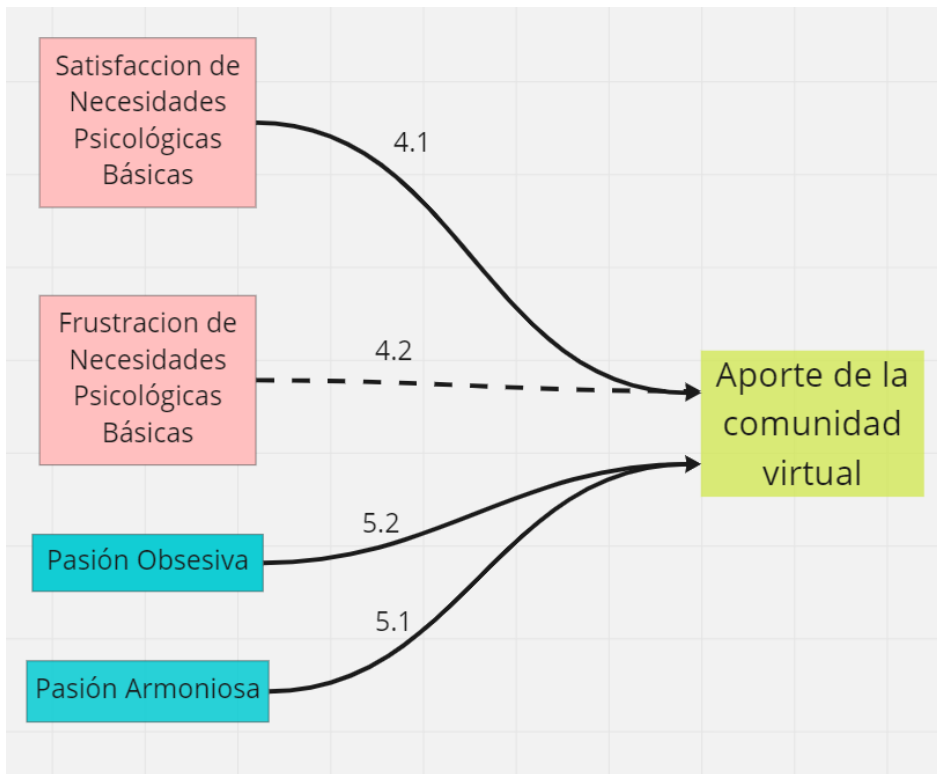 Satisfaccion de
Necesidades
Psicológicas
Básicas
4.1
Frustracion de
Necesidades
Psicológicas
Básicas
4.2
Aporte de la
comunidad
virtual
5.2
Pasión Obsesiva
5.1
Pasión Armoniosa